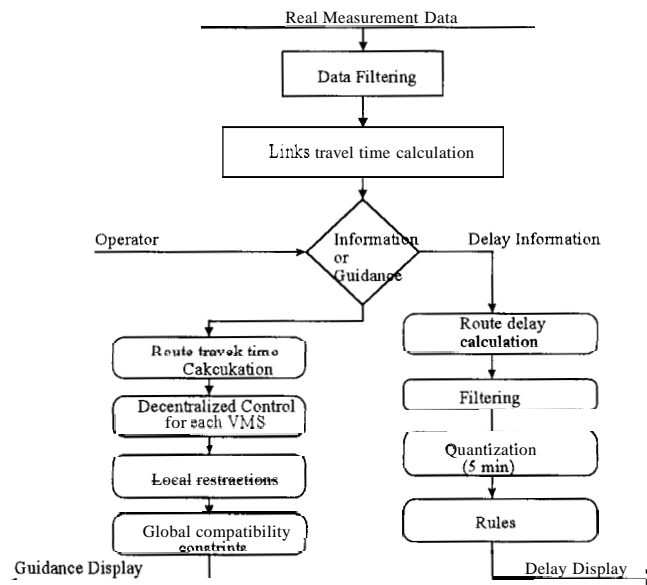 Real Measurement Data
Data Filtering
Links travel time calculation
Operator
Information
or
Guidance
Delay Information
Route travek time
Cakcukation
Decentralized Control
for each VMS
Local restractions
Global compatibility
constrints
Guidance Display
Route delay
calculation
Filtering
Quantization
(5 min)
Rules
Delay Display